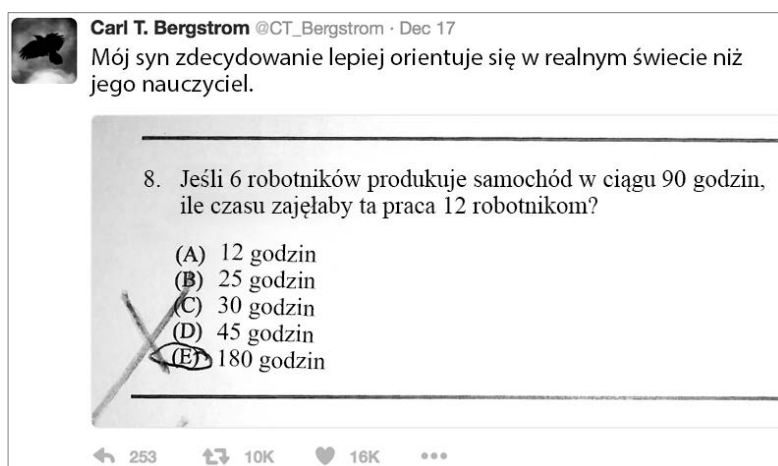 Carl T. Bergstrom @CT_Bergstrom · Dec 17
Mój syn zdecydowanie lepiej orientuje się w realnym świecie niż
jego nauczyciel.
8. Jeśli 6 robotników produkuje samochód w ciągu 90 godzin,
ile czasu zajęłaby ta praca 12 robotnikom?
(A) 12 godzin
(B) 25 godzin
(C) 30 godzin
(D) 45 godzin
(E) 180 godzin
253 10K 16K